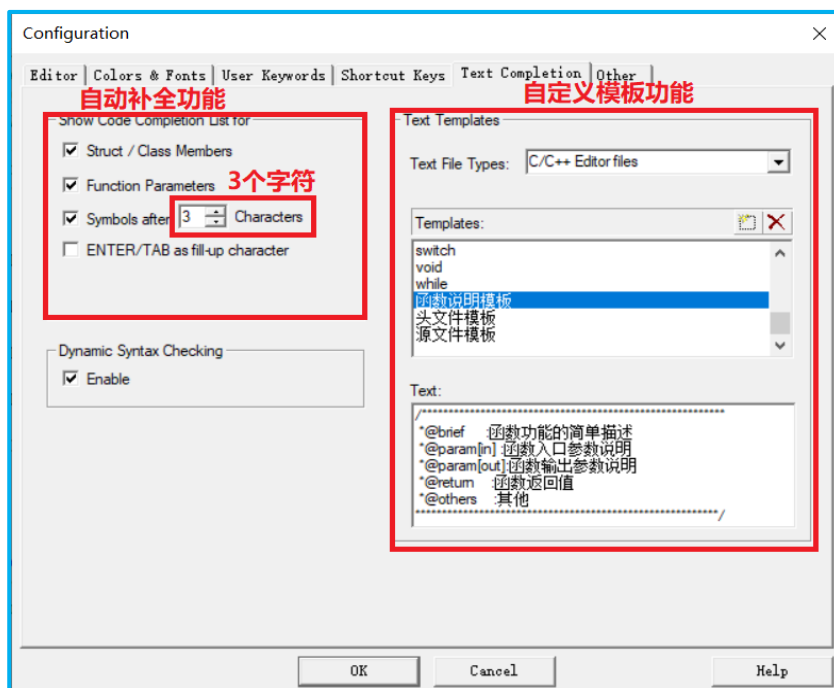 Configuration
Editor Colors & Fonts User Keywords Shortcut Keys Text Completion Other
自动补全功能
自定义模板功能
Show Code Completion List for
Struct / Class Members
Function Parameters
3个字符
Symbols after 3 Characters
ENTER/TAB as fill-up character
Dynamic Syntax Checking
Enable
Text Templates
Text File Types: C/C++ Editor files
Templates:
switch
void
while
函数说明模板
头文件模板
源文件模板
Text:
/************************************************************
*@brief :函数功能的简单描述
*@param[in] :函数入口参数说明
*@param[out]:函数输出参数说明
*@return :函数返回值
*@others :其他
************************************************************/
OK Cancel Help